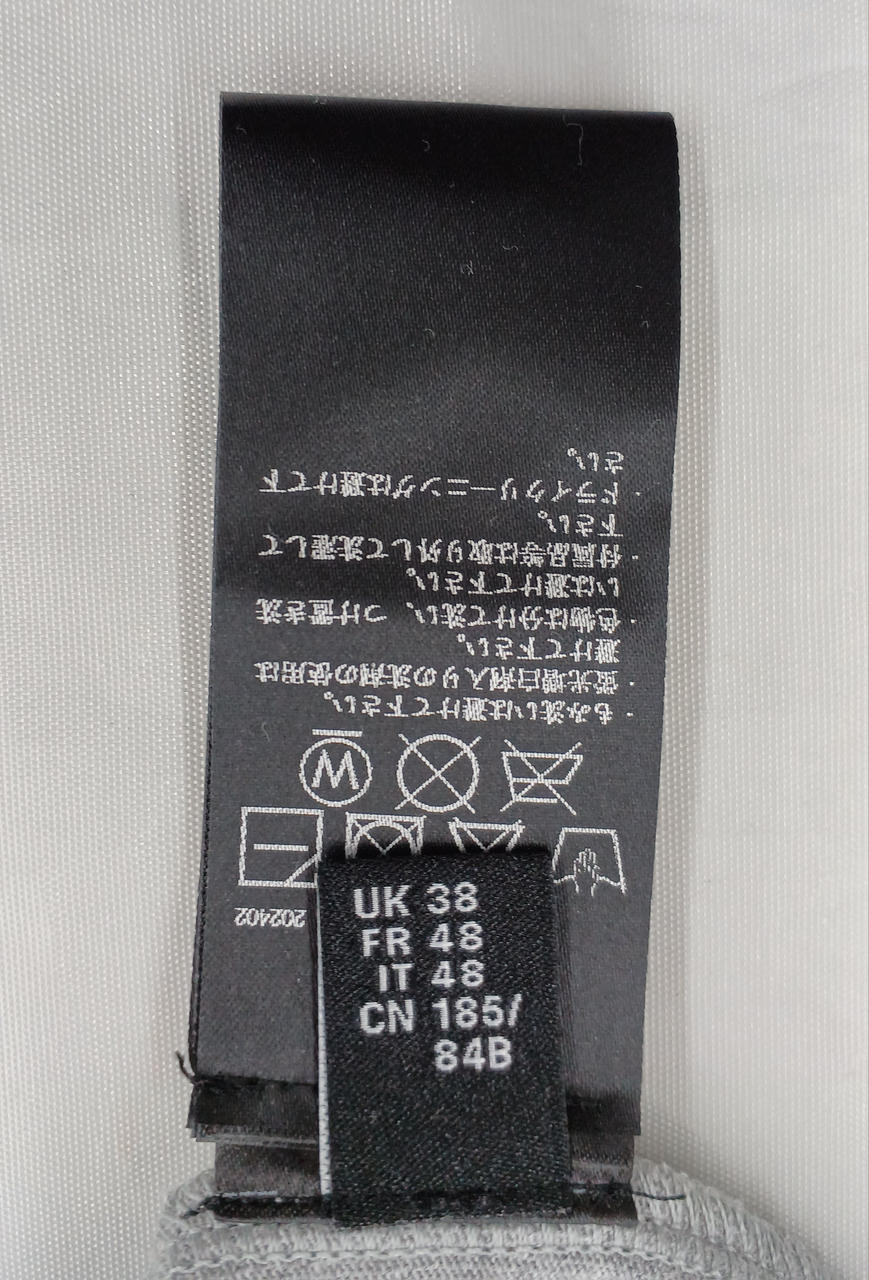 UK 38
FR 48
IT 48
CN 185/
84B
202402
W
・もみ洗いは避けて下さい。
・蛍光増白剤入りの洗剤の使用は
避けて下さい。
・色物は分けて洗い、つけ置き洗
いは避けて下さい。
・付属品等は取り外して洗濯して
下さい。
・ドライクリーニングは避けて下
さい。